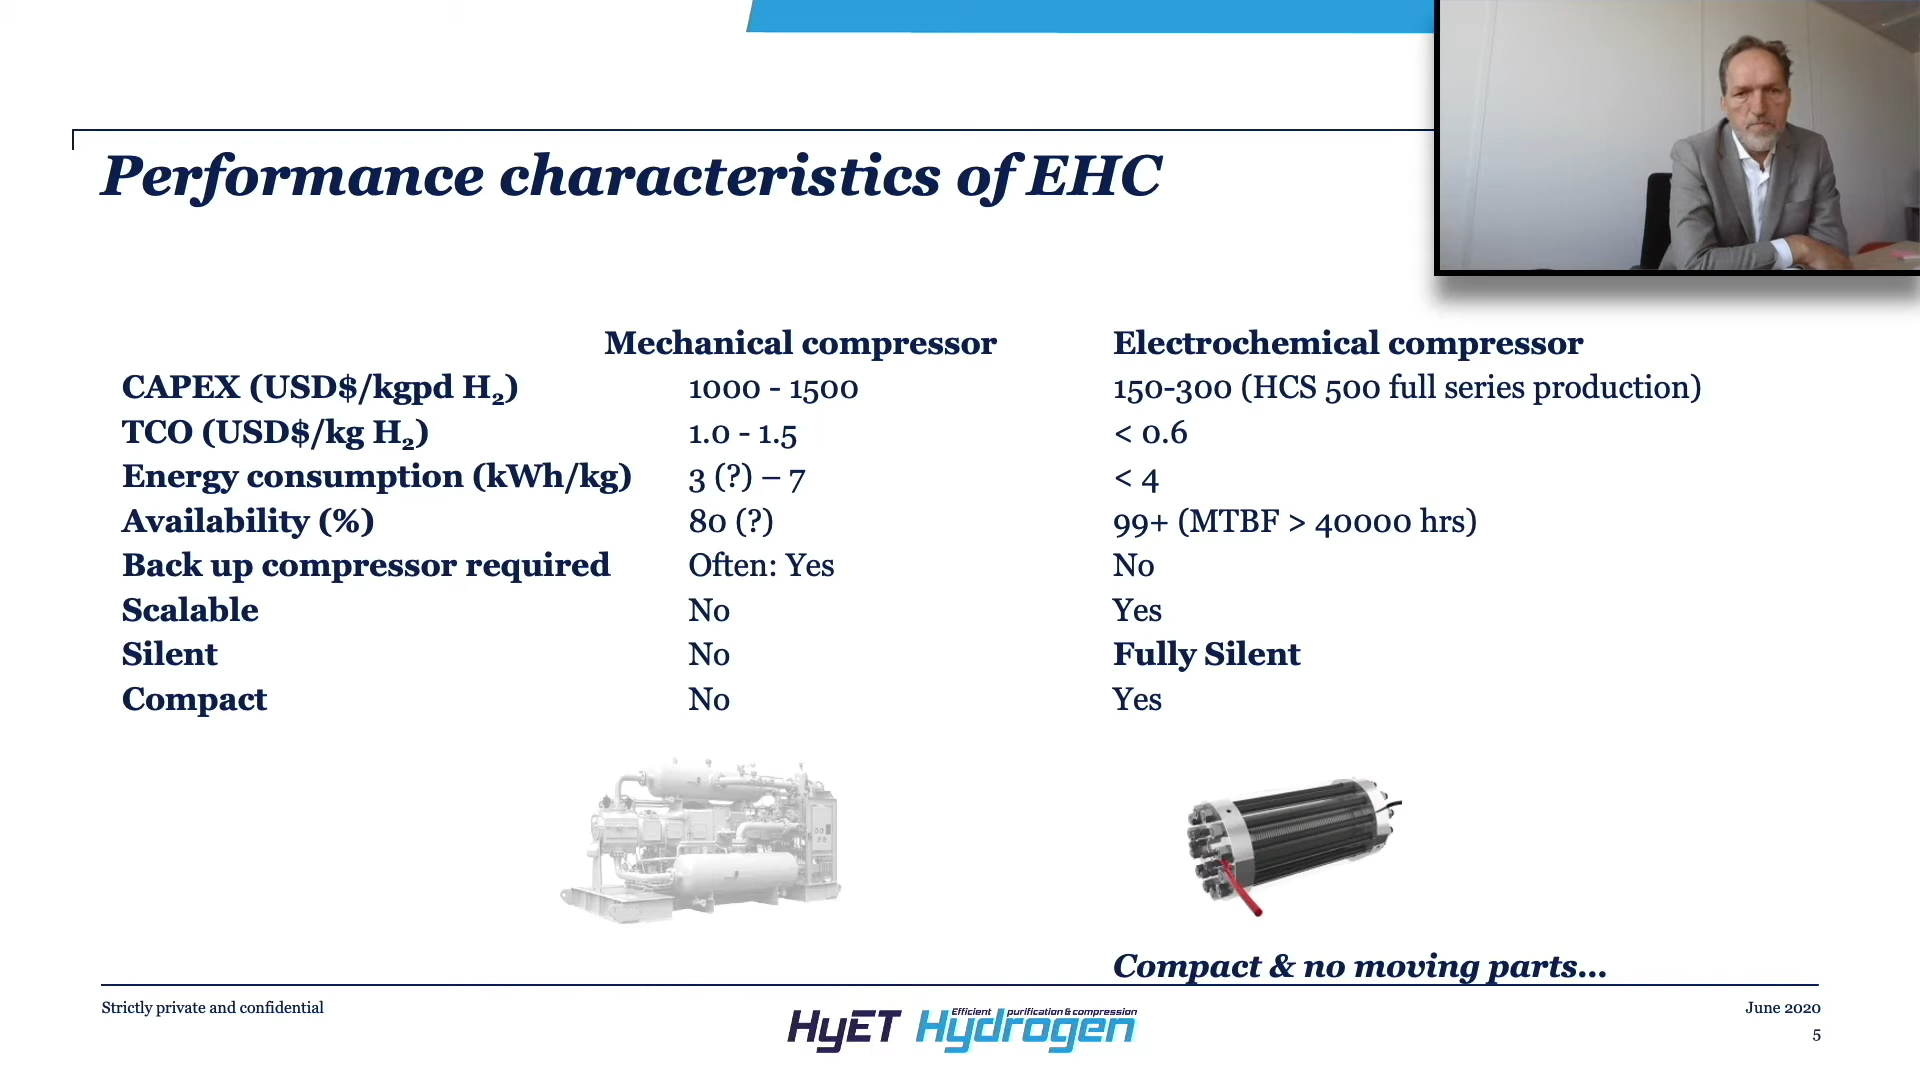 Performance characteristics of EHC
Mechanical compressor Electrochemical compressor
CAPEX (USD$/kgpd H₂) 1000 - 1500 150-300 (HCS 500 full series production)
TCO (USD$/kg H₂) 1.0 - 1.5 < 0.6
Energy consumption (kWh/kg) 3 (?) – 7 < 4
Availability (%) 80 (?) 99+ (MTBF > 40000 hrs)
Back up compressor required Often: Yes No
Scalable No Yes
Silent No Fully Silent
Compact No Yes
Compact & no moving parts...
Strictly private and confidential
HyET Hydrogen
Efficient purification & compression
June 2020
5